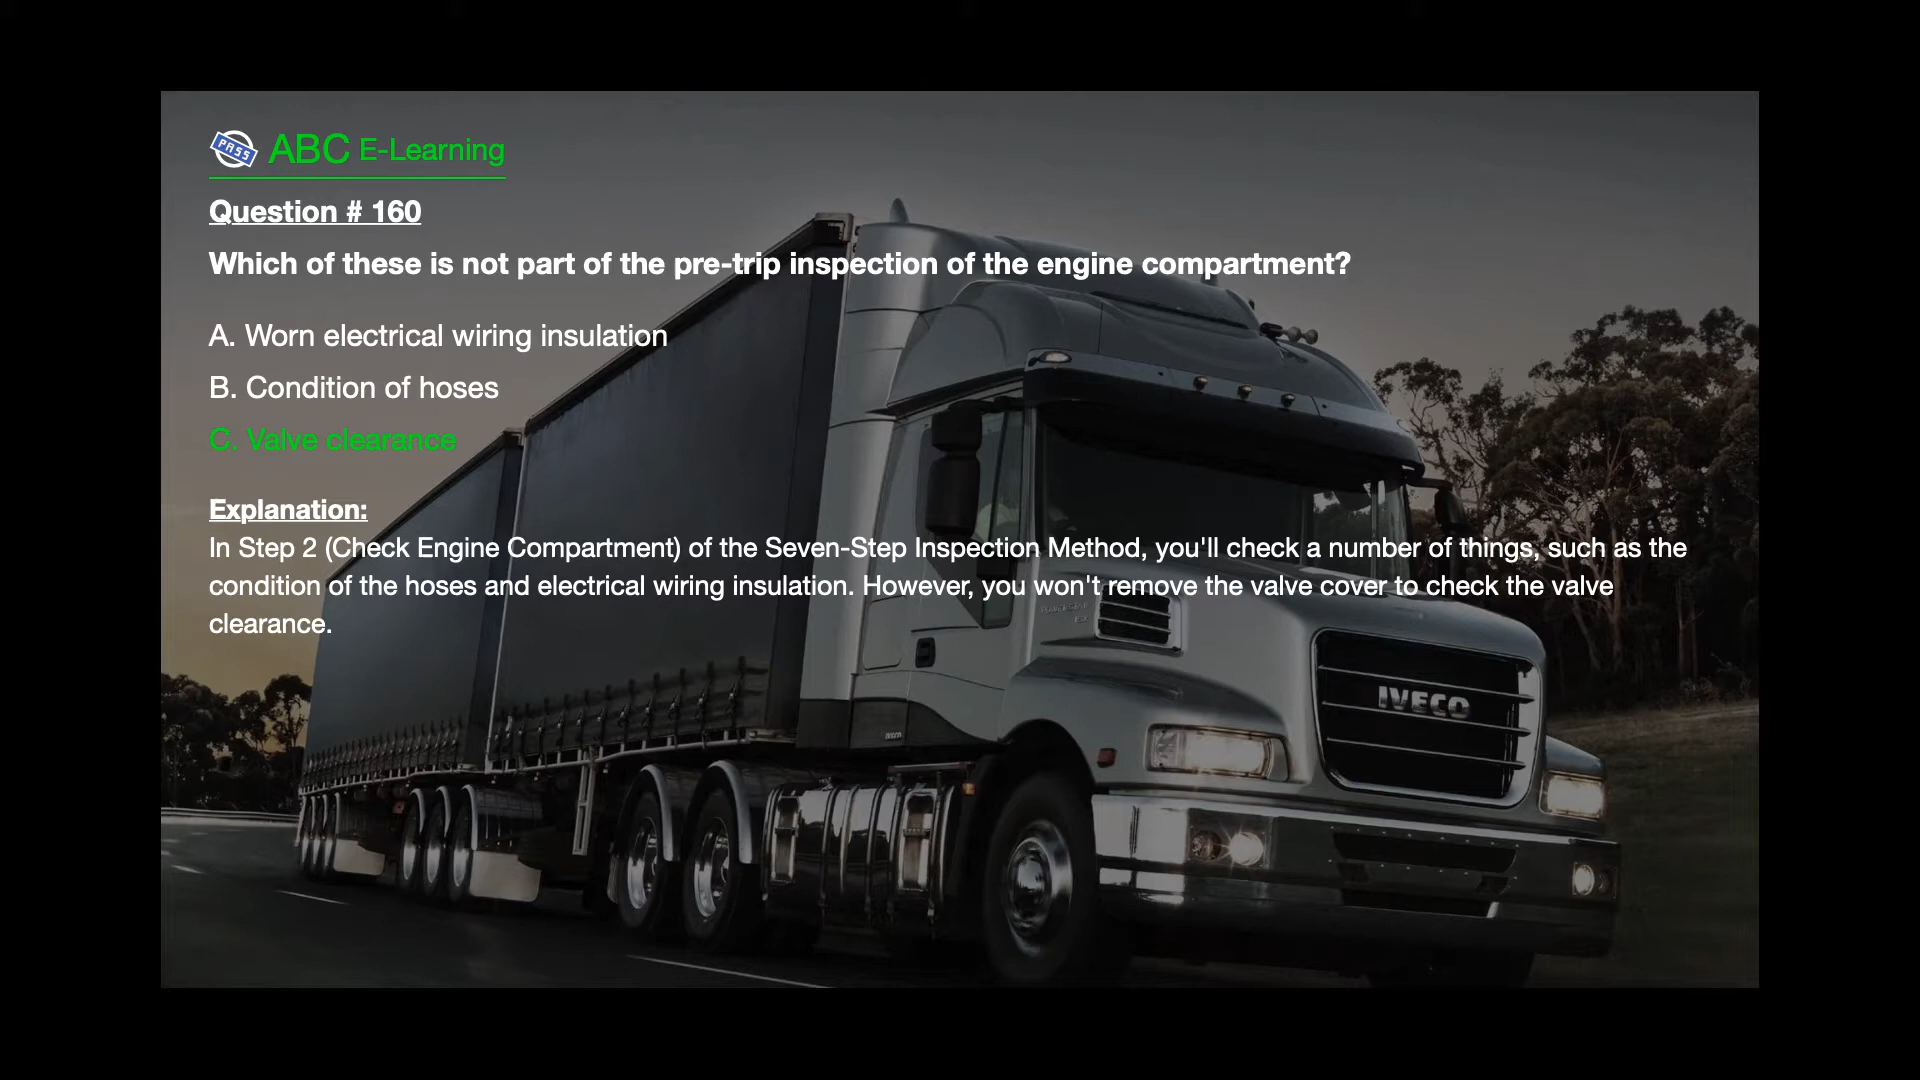 PASS ABC E-Learning
Question # 160
Which of these is not part of the pre-trip inspection of the engine compartment?
A. Worn electrical wiring insulation
B. Condition of hoses
C. Valve clearance
Explanation:
In Step 2 (Check Engine Compartment) of the Seven-Step Inspection Method, you'll check a number of things, such as the
condition of the hoses and electrical wiring insulation. However, you won't remove the valve cover to check the valve
clearance.
IVECO